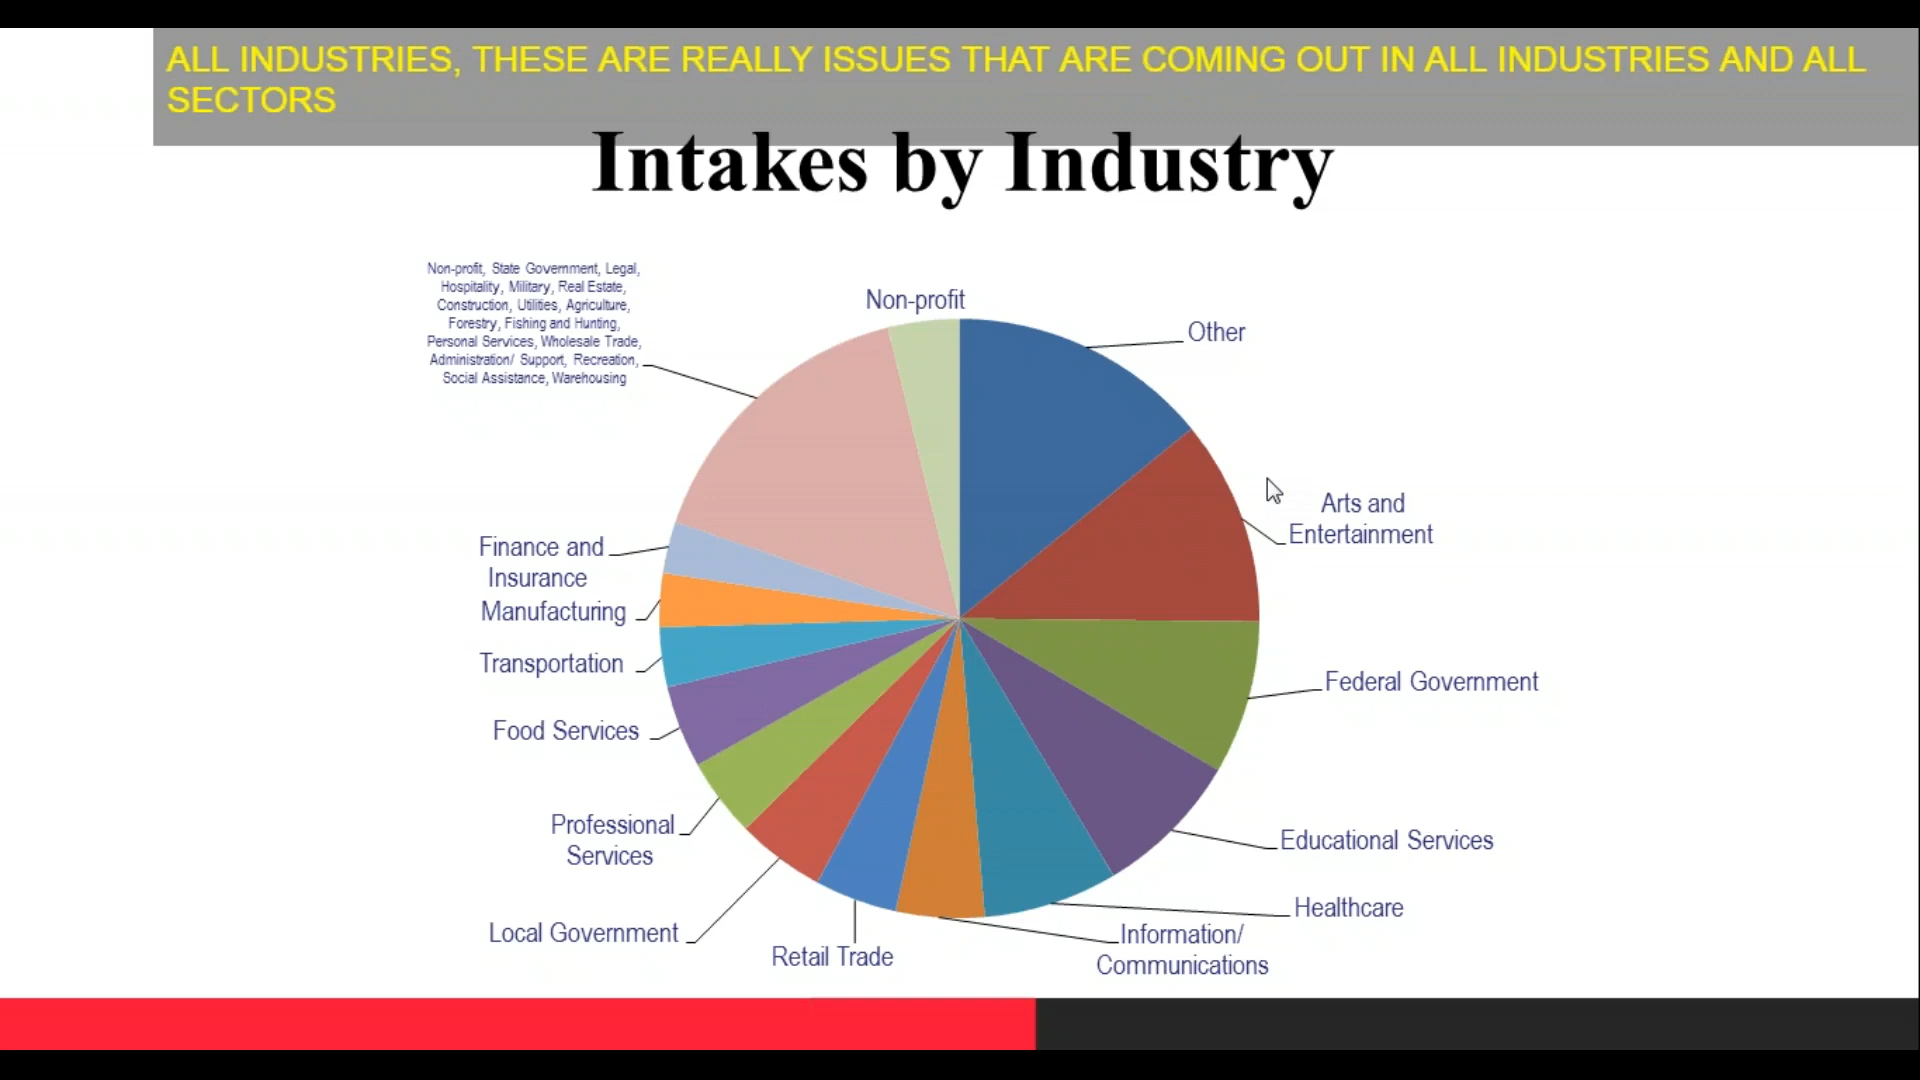 ALL INDUSTRIES, THESE ARE REALLY ISSUES THAT ARE COMING OUT IN ALL INDUSTRIES AND ALL
SECTORS
Intakes by Industry
Non-profit, State Government, Legal,
Hospitality, Military, Real Estate,
Construction, Utilities, Agriculture,
Forestry, Fishing and Hunting,
Personal Services, Wholesale Trade,
Administration/ Support, Recreation,
Social Assistance, Warehousing
Non-profit
Other
Arts and
Entertainment
Federal Government
Educational Services
Healthcare
Information/
Communications
Retail Trade
Local Government
Professional
Services
Food Services
Transportation
Manufacturing
Finance and
Insurance